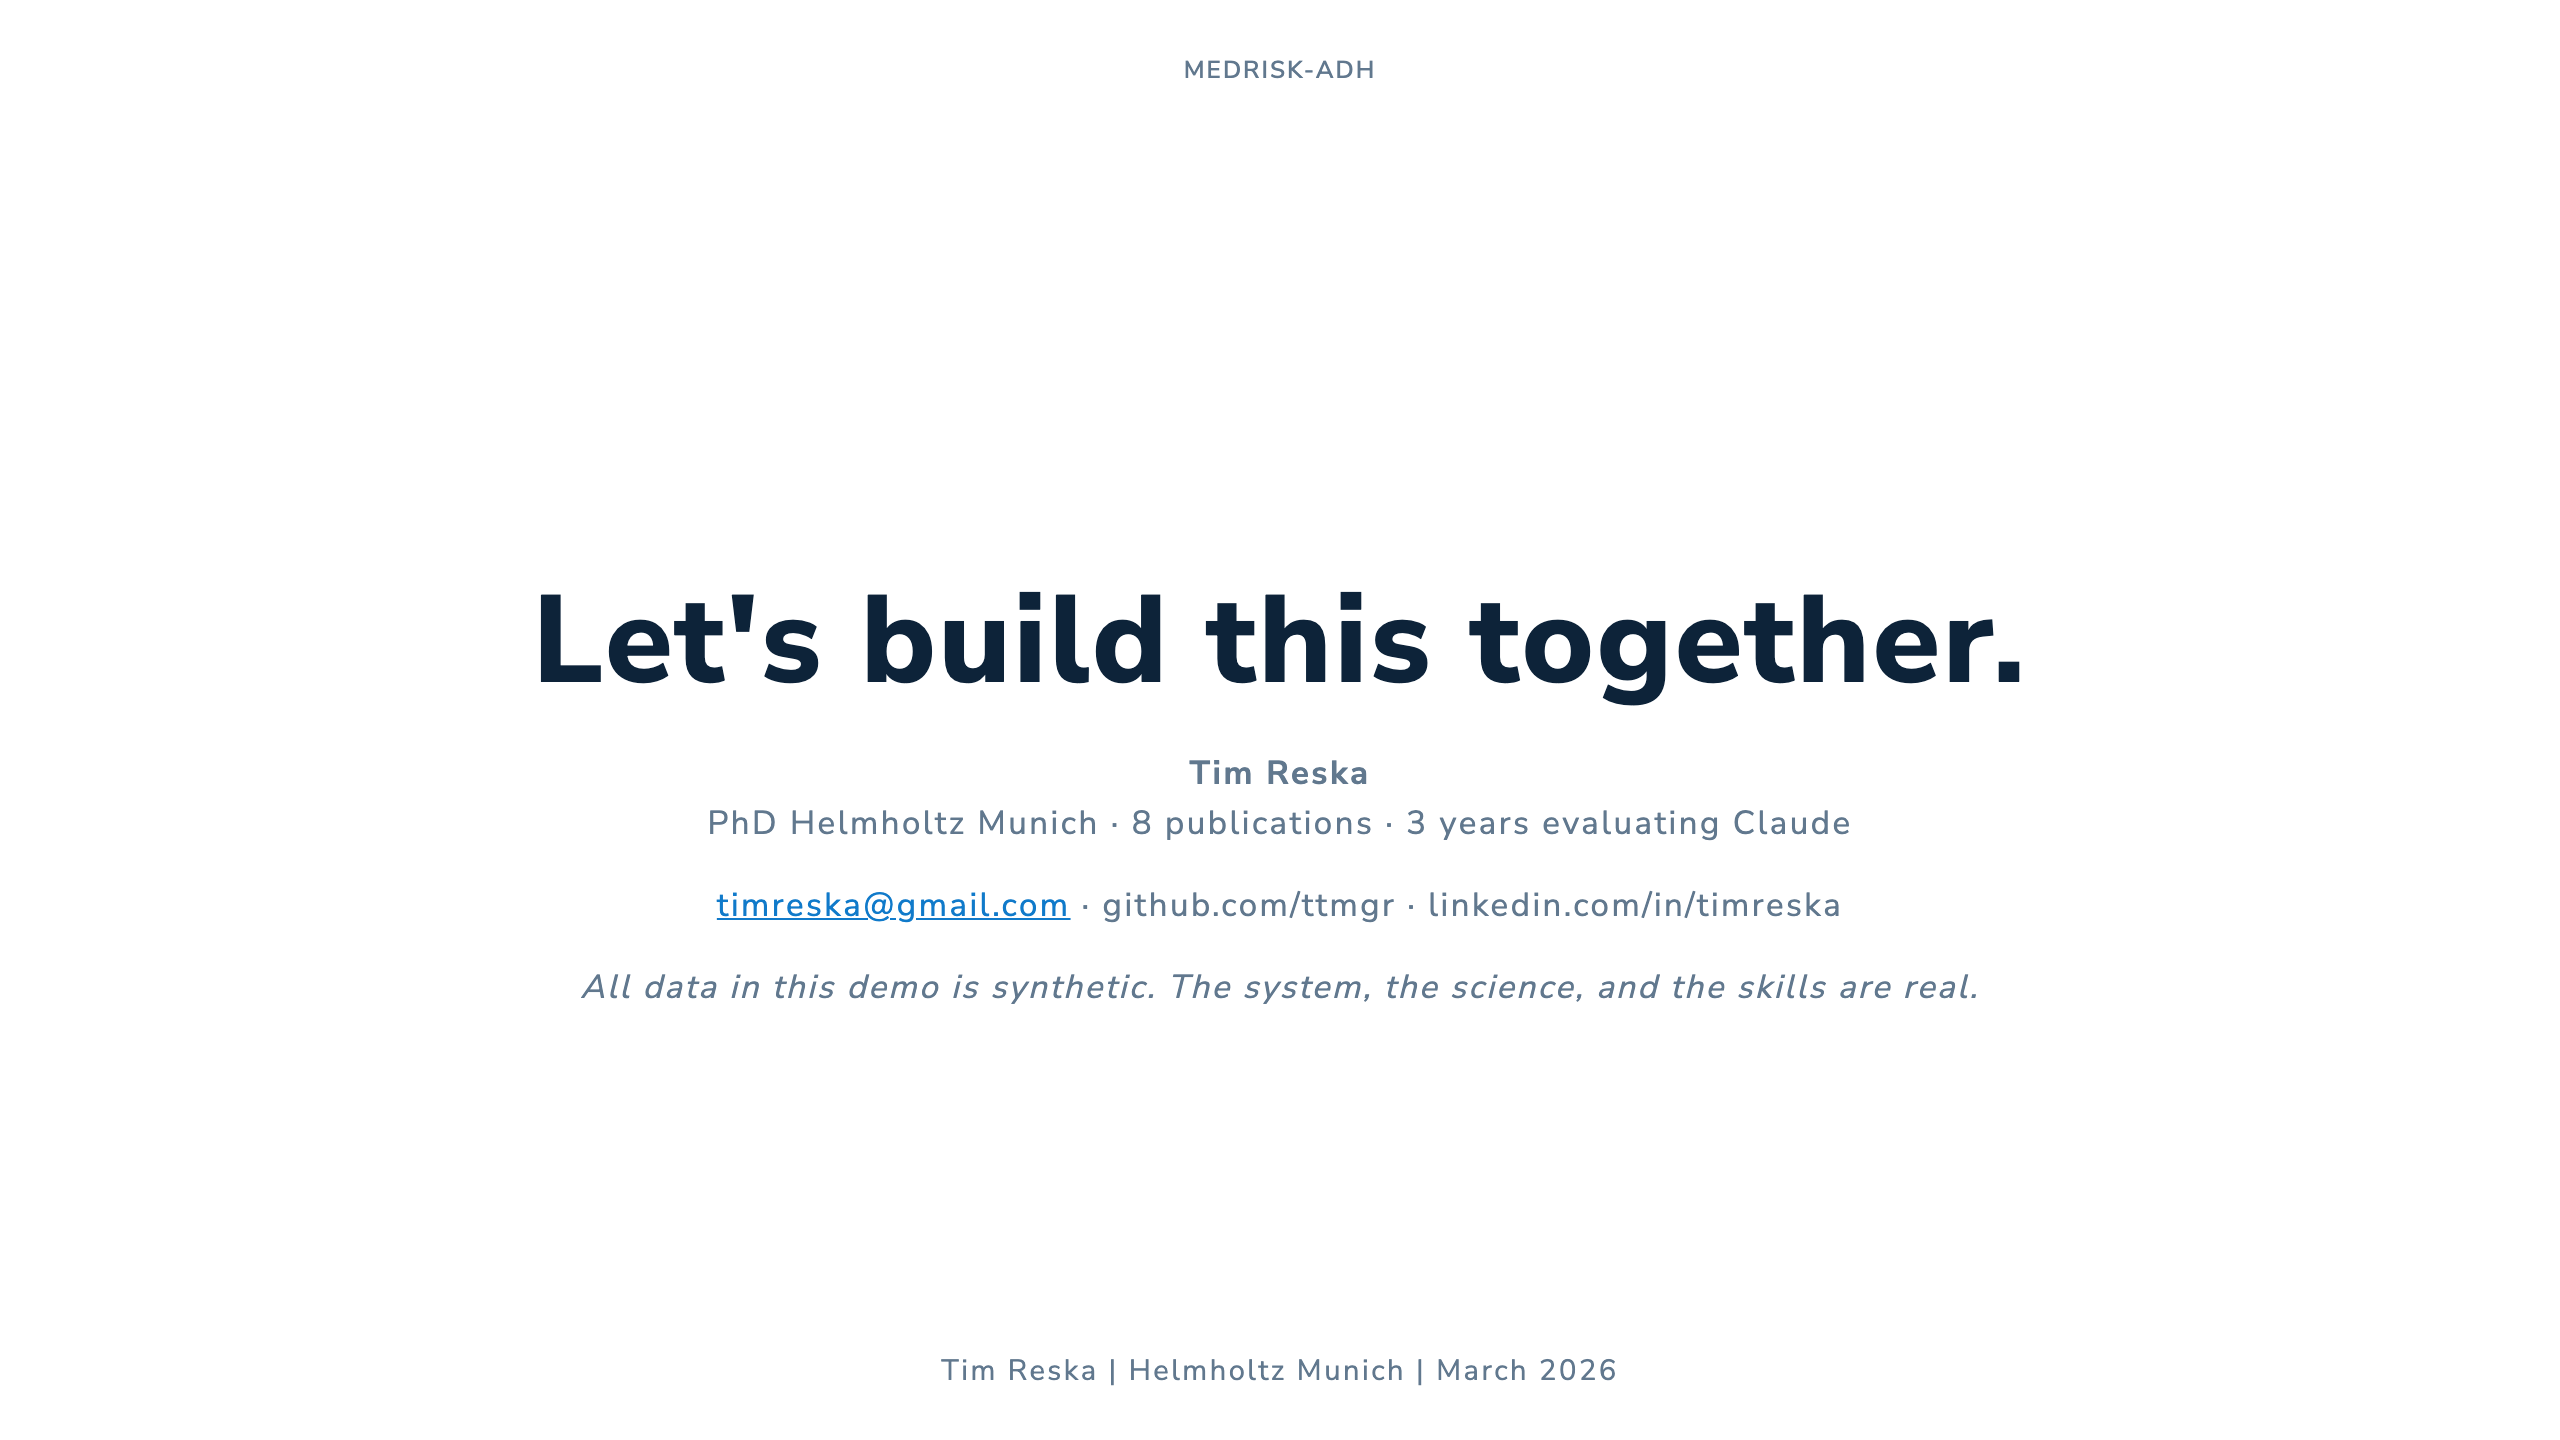 MEDRISK-ADH
Let's build this together.
Tim Reska
PhD Helmholtz Munich · 8 publications · 3 years evaluating Claude
timreska@gmail.com · github.com/ttmgr · linkedin.com/in/timreska
All data in this demo is synthetic. The system, the science, and the skills are real.
Tim Reska | Helmholtz Munich | March 2026